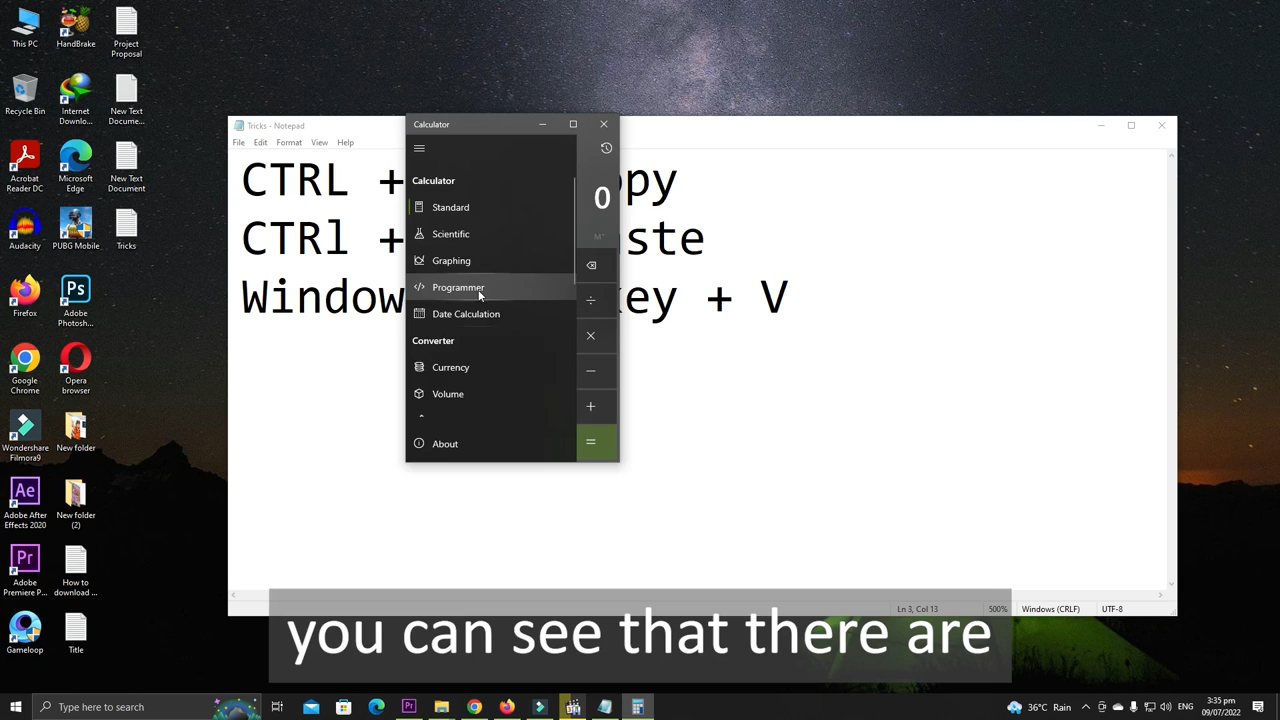 This PC
HandBrake
Project
Proposal
Recycle Bin
Internet
Downlo...
New Text
Docume...
Acrobat
Reader DC
Microsoft
Edge
New Text
Document
Audacity
PUBG Mobile
Tricks
Firefox
Adobe
Photosh...
Google
Chrome
Opera
browser
Wondershare
Filmora9
New folder
Adobe After
Effects 2020
New folder
(2)
Adobe
Premiere P...
How to
download ...
Gameloop
Title
Tricks - Notepad
File Edit Format View Help
CTRL + py
CTRl + ste
Window key + V
Calculator
Calculator
Standard
Scientific
Graphing
Programmer
Date Calculation
Converter
Currency
Volume
About
0
M⁺
÷
×
−
+
=
Ln 3, Col 13 500% Windows (CRLF) UTF-8
you can see that there are
Type here to search
36°C Rain ENG
3:35 pm
09/07/2022